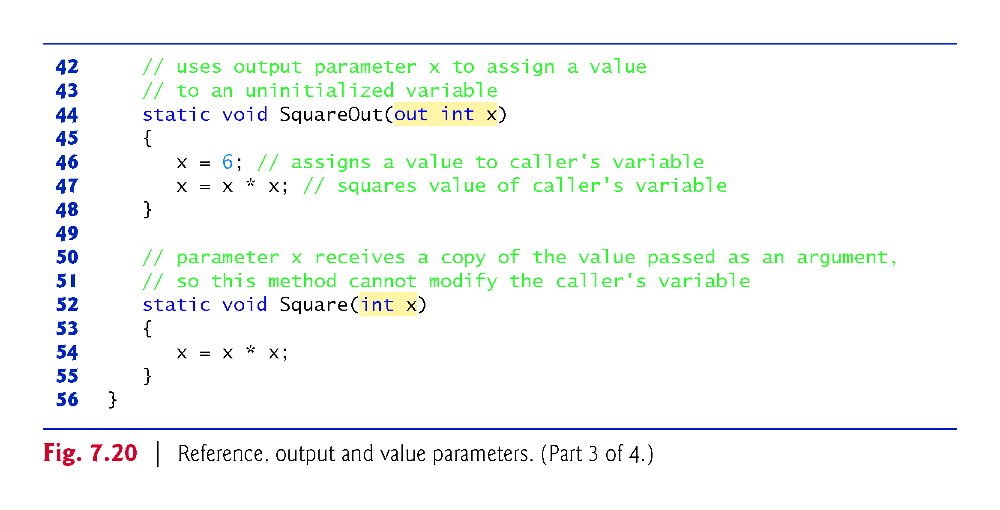 42 // uses output parameter x to assign a value
43 // to an uninitialized variable
44 static void SquareOut(out int x)
45 {
46 x = 6; // assigns a value to caller's variable
47 x = x * x; // squares value of caller's variable
48 }
49
50 // parameter x receives a copy of the value passed as an argument,
51 // so this method cannot modify the caller's variable
52 static void Square(int x)
53 {
54 x = x * x;
55 }
56 }
Fig. 7.20 | Reference, output and value parameters. (Part 3 of 4.)